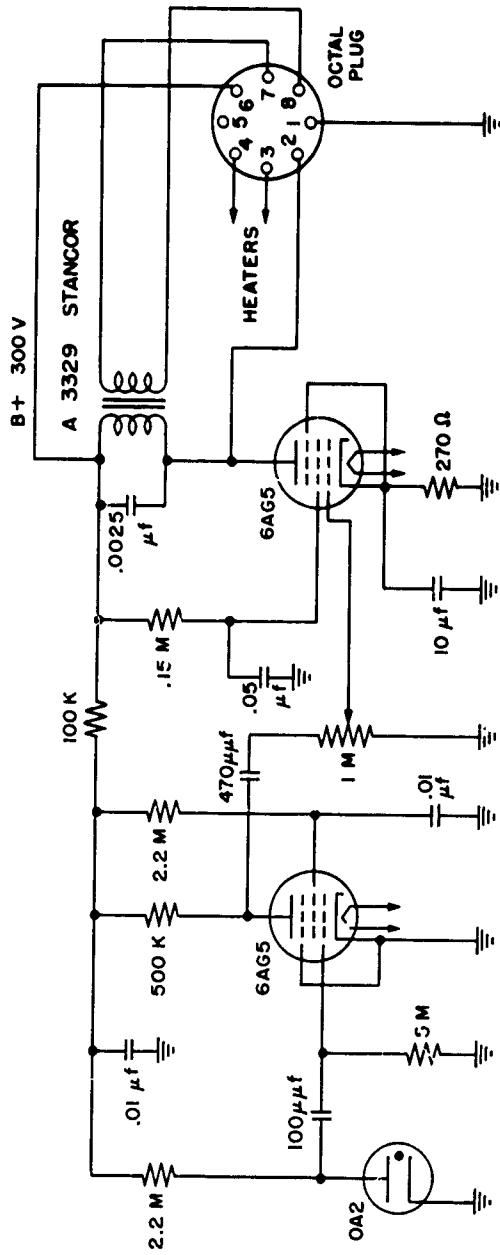 B+ 300 V
A 3329 STANCOR
OCTAL
PLUG
1
2
3
4
5
6
7
8
HEATERS
.0025
µf
100 K
.15 M
.05
µf
6AG5
270 Ω
10 µf
470µµf
1 M
2.2 M
500 K
.01
µf
6AG5
.01 µf
5 M
100µµf
2.2 M
OA2